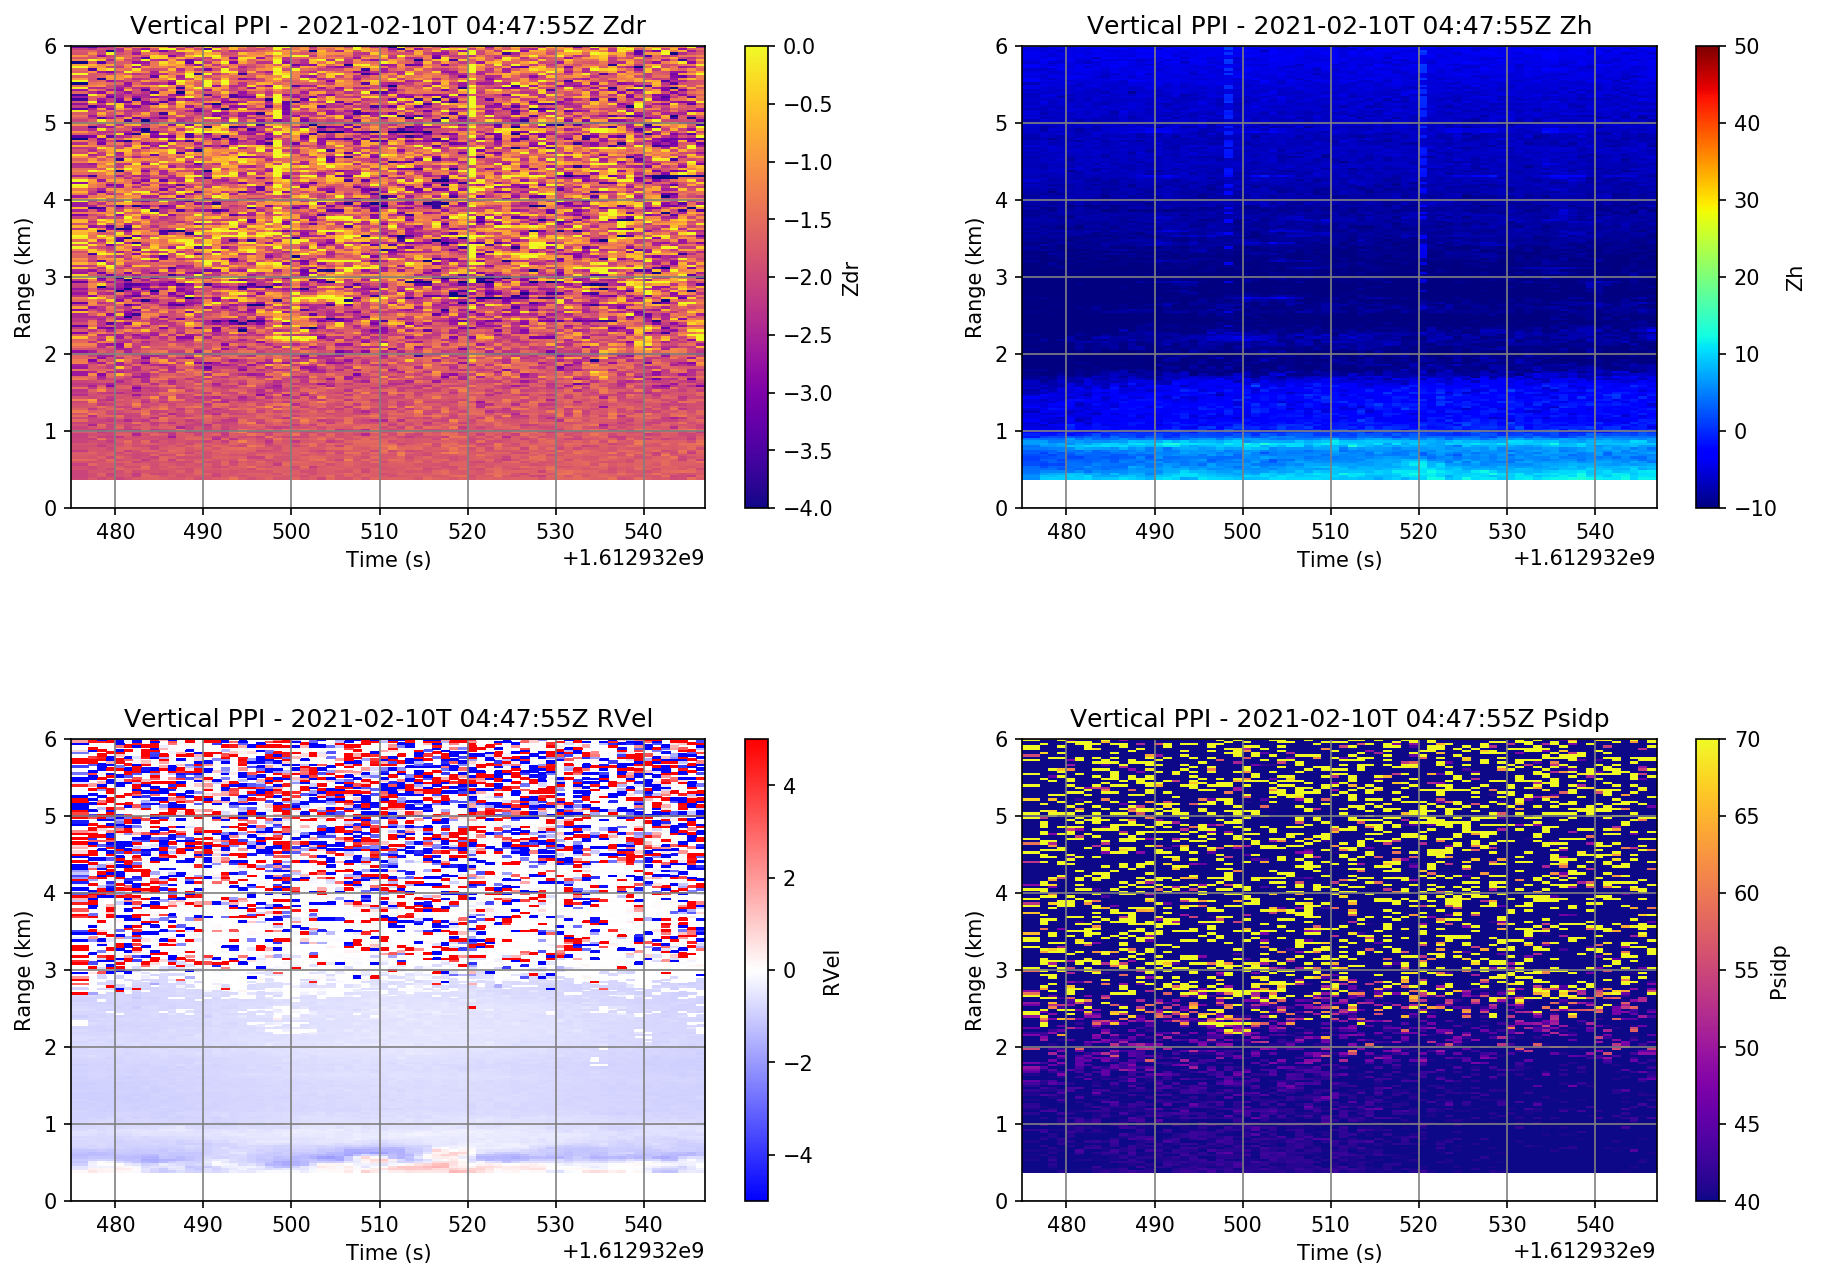 Vertical PPI - 2021-02-10T 04:47:55Z Zdr
6
5
4
3
2
1
0
Range (km)
480 490 500 510 520 530 540
Time (s)
+1.612932e9
0.0
−0.5
−1.0
−1.5
−2.0
−2.5
−3.0
−3.5
−4.0
Zdr
Vertical PPI - 2021-02-10T 04:47:55Z Zh
6
5
4
3
2
1
0
Range (km)
480 490 500 510 520 530 540
Time (s)
+1.612932e9
50
40
30
20
10
0
−10
Zh
Vertical PPI - 2021-02-10T 04:47:55Z RVel
6
5
4
3
2
1
0
Range (km)
480 490 500 510 520 530 540
Time (s)
+1.612932e9
4
2
0
−2
−4
RVel
Vertical PPI - 2021-02-10T 04:47:55Z Psidp
6
5
4
3
2
1
0
Range (km)
480 490 500 510 520 530 540
Time (s)
+1.612932e9
70
65
60
55
50
45
40
Psidp